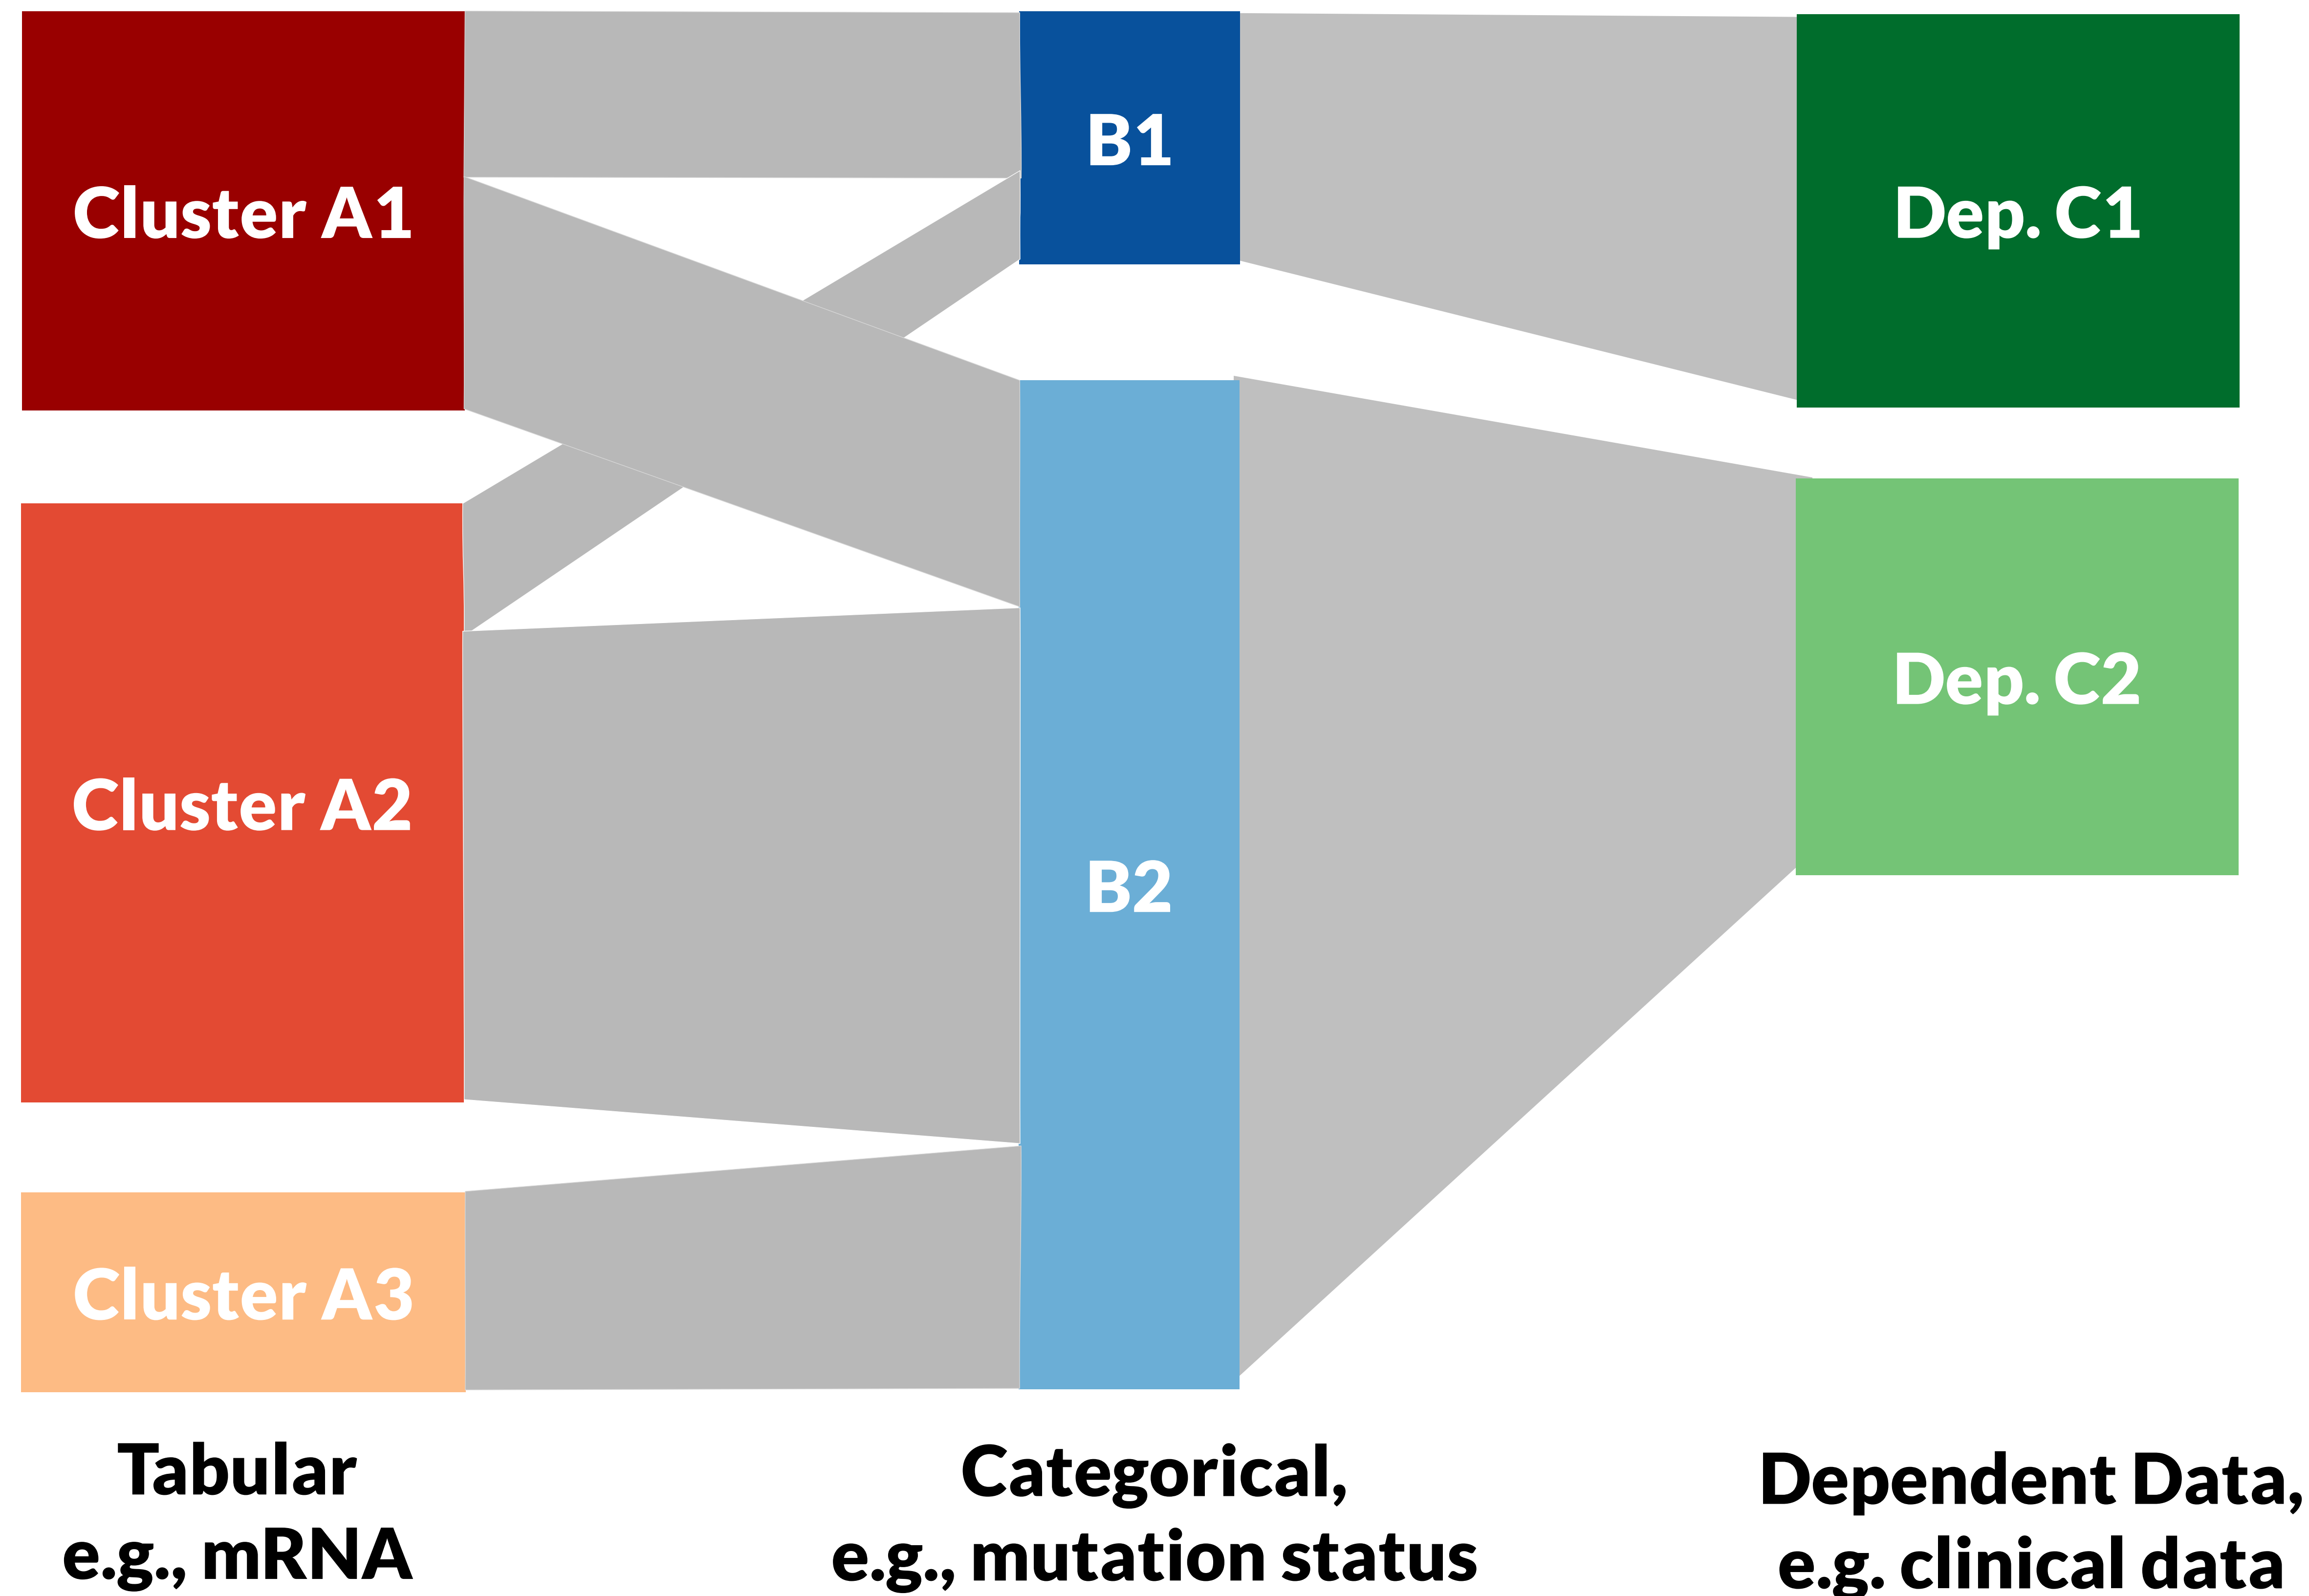 Cluster A1
B1
Dep. C1
Cluster A2
B2
Dep. C2
Cluster A3
Tabular
e.g., mRNA
Categorical,
e.g., mutation status
Dependent Data,
e.g. clinical data